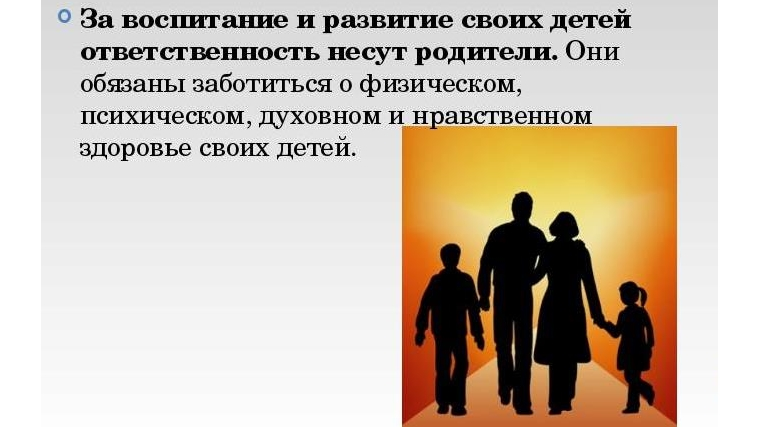 За воспитание и развитие своих детей
ответственность несут родители. Они
обязаны заботиться о физическом,
психическом, духовном и нравственном
здоровье своих детей.